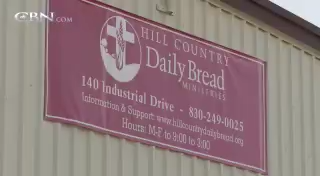 CBN.com
HILL COUNTRY
Daily Bread
MINISTRIES
140 Industrial Drive - 830-249-0025
Information & Support: www.hillcountrydailybread.org
Hours: M-F to 9:00 to 3:00